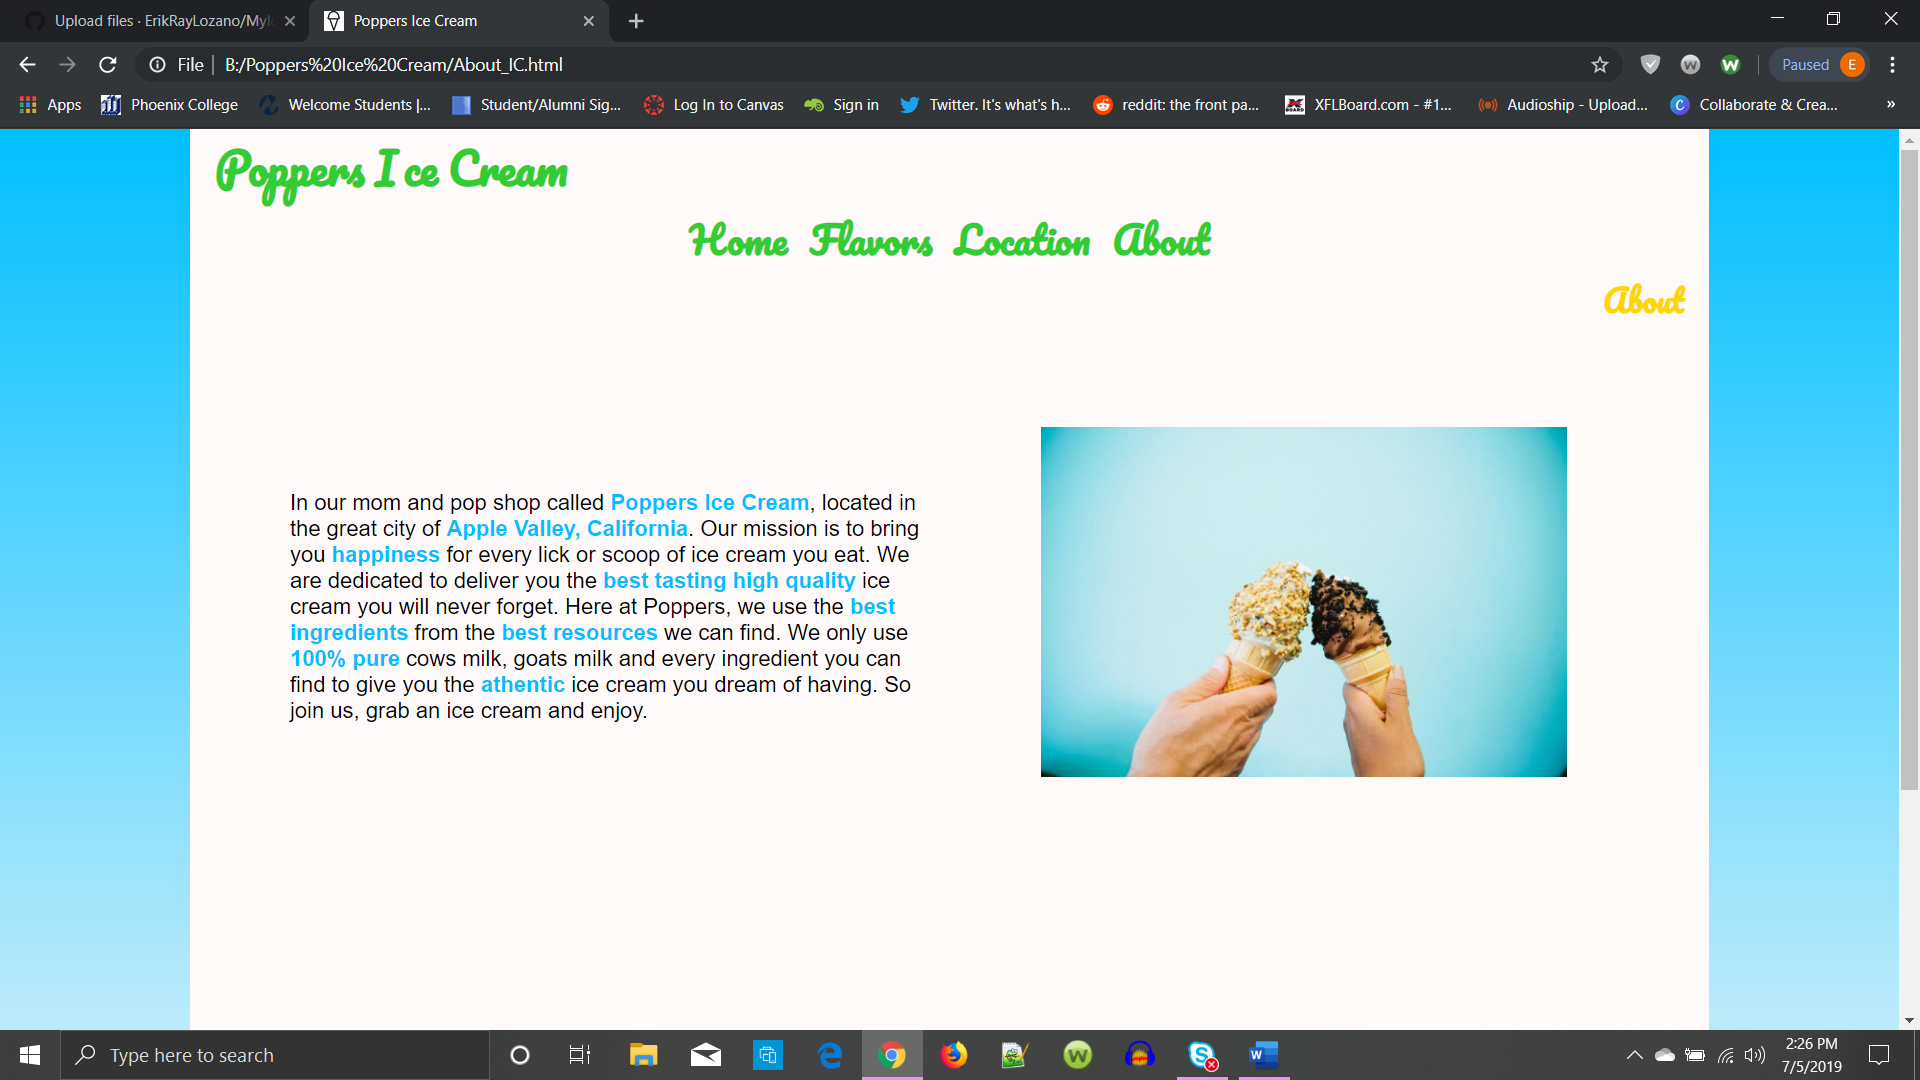 Upload files · ErikRayLozano/MyI
Poppers Ice Cream
File
B:/Poppers%20Ice%20Cream/About_IC.html
Paused
E
Apps
Phoenix College
Welcome Students |...
Student/Alumni Sig...
Log In to Canvas
Sign in
Twitter. It's what's h...
reddit: the front pa...
XFLBoard.com - #1...
Audioship - Upload...
Collaborate & Crea...
»
Poppers Ice Cream
Home Flavors Location About
About
In our mom and pop shop called Poppers Ice Cream, located in
the great city of Apple Valley, California. Our mission is to bring
you happiness for every lick or scoop of ice cream you eat. We
are dedicated to deliver you the best tasting high quality ice
cream you will never forget. Here at Poppers, we use the best
ingredients from the best resources we can find. We only use
100% pure cows milk, goats milk and every ingredient you can
find to give you the athentic ice cream you dream of having. So
join us, grab an ice cream and enjoy.
Type here to search
2:26 PM
7/5/2019